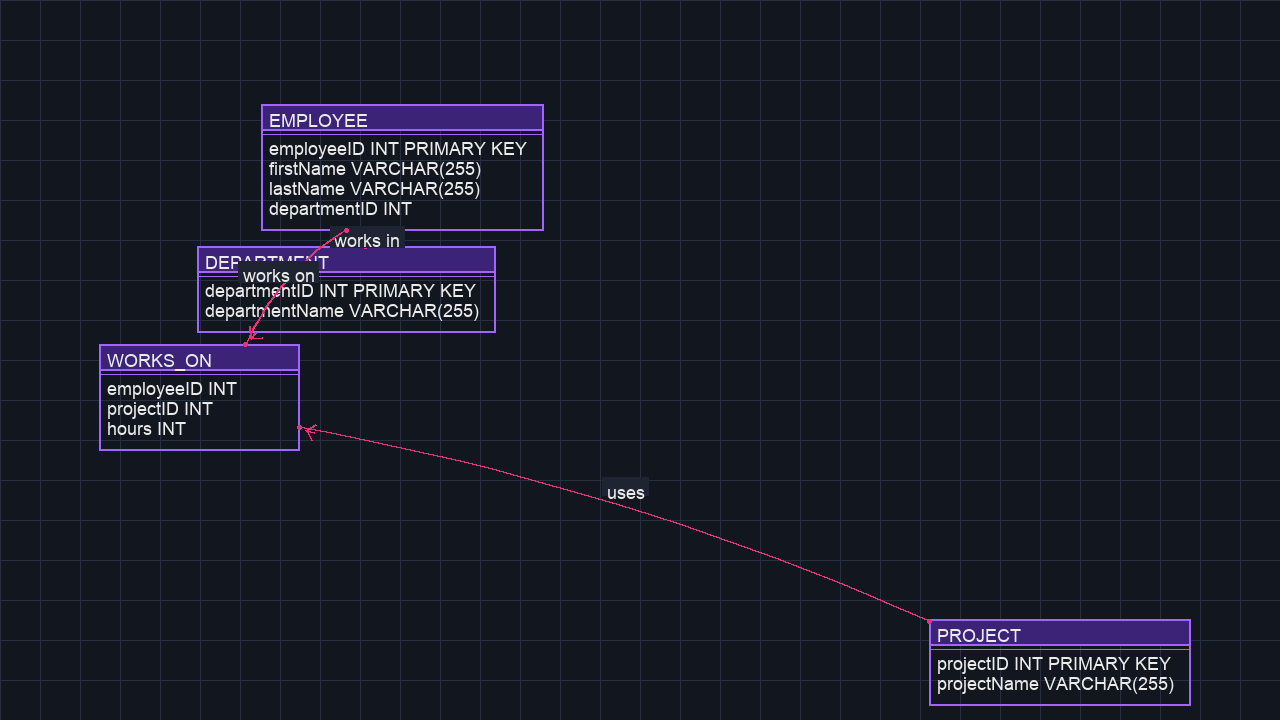 EMPLOYEE
employeeID INT PRIMARY KEY
firstName VARCHAR(255)
lastName VARCHAR(255)
departmentID INT
works in
DEPARTMENT
works on
departmentID INT PRIMARY KEY
departmentName VARCHAR(255)
WORKS_ON
employeeID INT
projectID INT
hours INT
uses
PROJECT
projectID INT PRIMARY KEY
projectName VARCHAR(255)